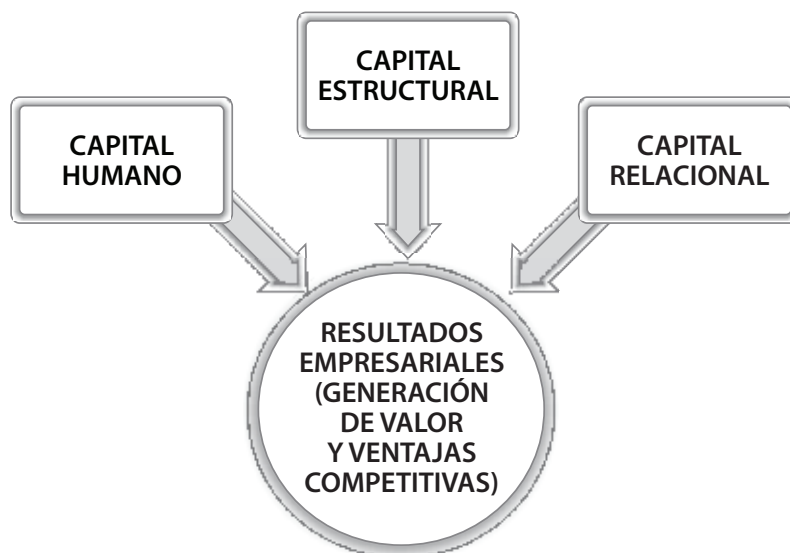 CAPITAL
ESTRUCTURAL
CAPITAL
HUMANO
CAPITAL
RELACIONAL
RESULTADOS
EMPRESARIALES
(GENERACIÓN
DE VALOR
Y VENTAJAS
COMPETITIVAS)